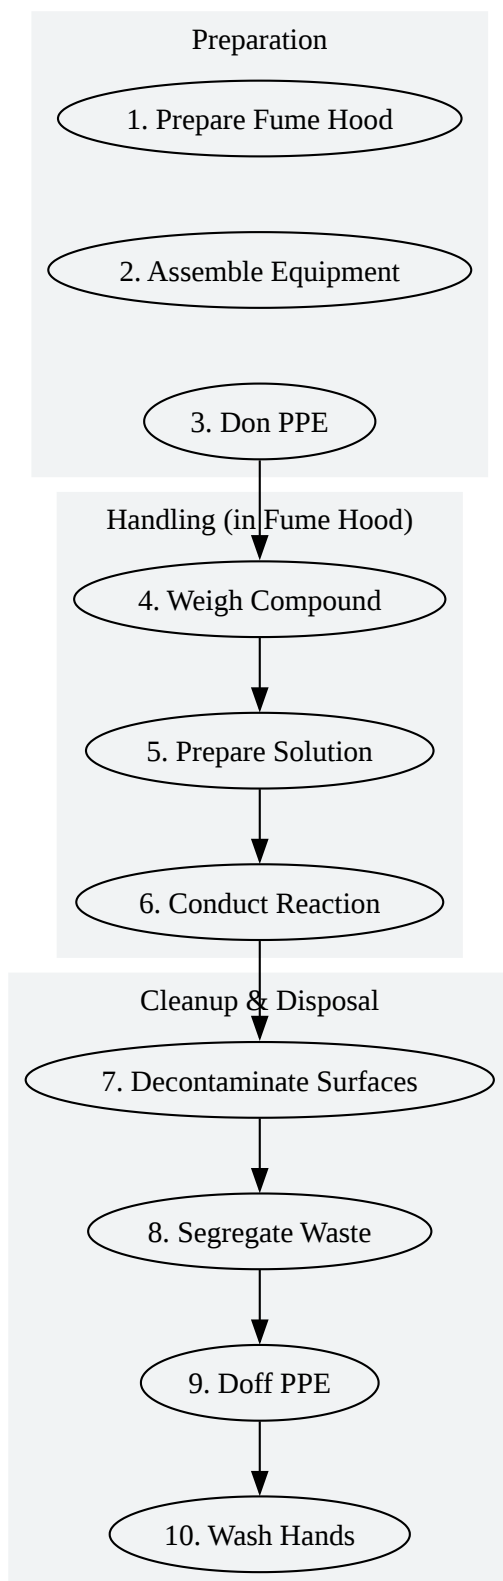 Preparation
1. Prepare Fume Hood
2. Assemble Equipment
3. Don PPE
Handling (in Fume Hood)
4. Weigh Compound
5. Prepare Solution
6. Conduct Reaction
Cleanup & Disposal
7. Decontaminate Surfaces
8. Segregate Waste
9. Doff PPE
10. Wash Hands